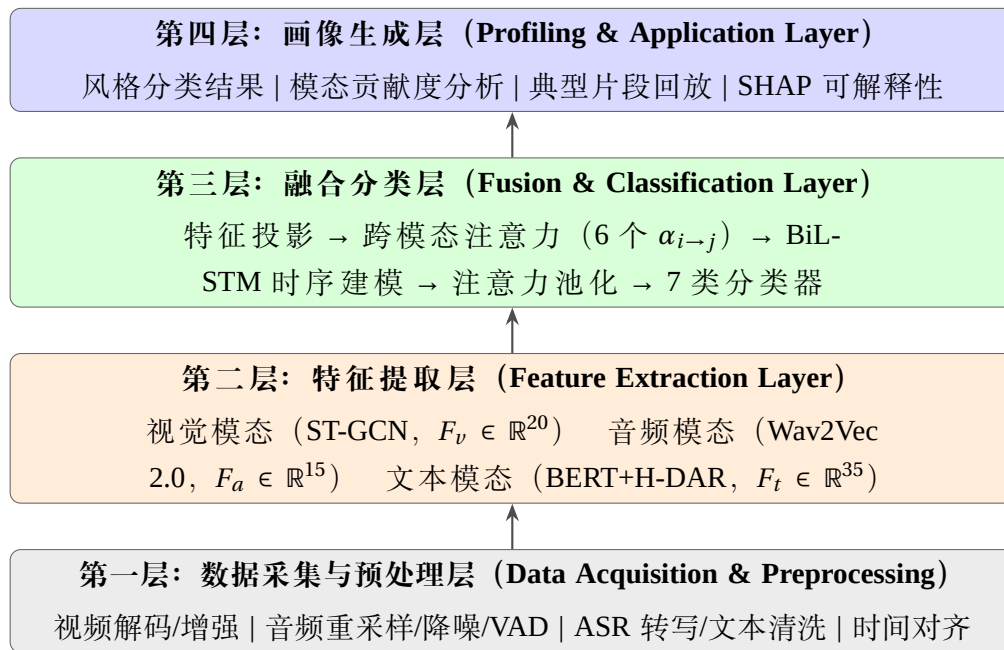 第四层：画像生成层（Profiling & Application Layer）
风格分类结果 | 模态贡献度分析 | 典型片段回放 | SHAP 可解释性
第三层：融合分类层（Fusion & Classification Layer）
特征投影 → 跨模态注意力（6 个 α_{i→j}）→ BiL-
STM 时序建模 → 注意力池化 → 7 类分类器
第二层：特征提取层（Feature Extraction Layer）
视觉模态（ST-GCN，F_v ∈ ℝ^{20}） 音频模态（Wav2Vec
2.0，F_a ∈ ℝ^{15}） 文本模态（BERT+H-DAR，F_t ∈ ℝ^{35}）
第一层：数据采集与预处理层（Data Acquisition & Preprocessing）
视频解码/增强 | 音频重采样/降噪/VAD | ASR 转写/文本清洗 | 时间对齐